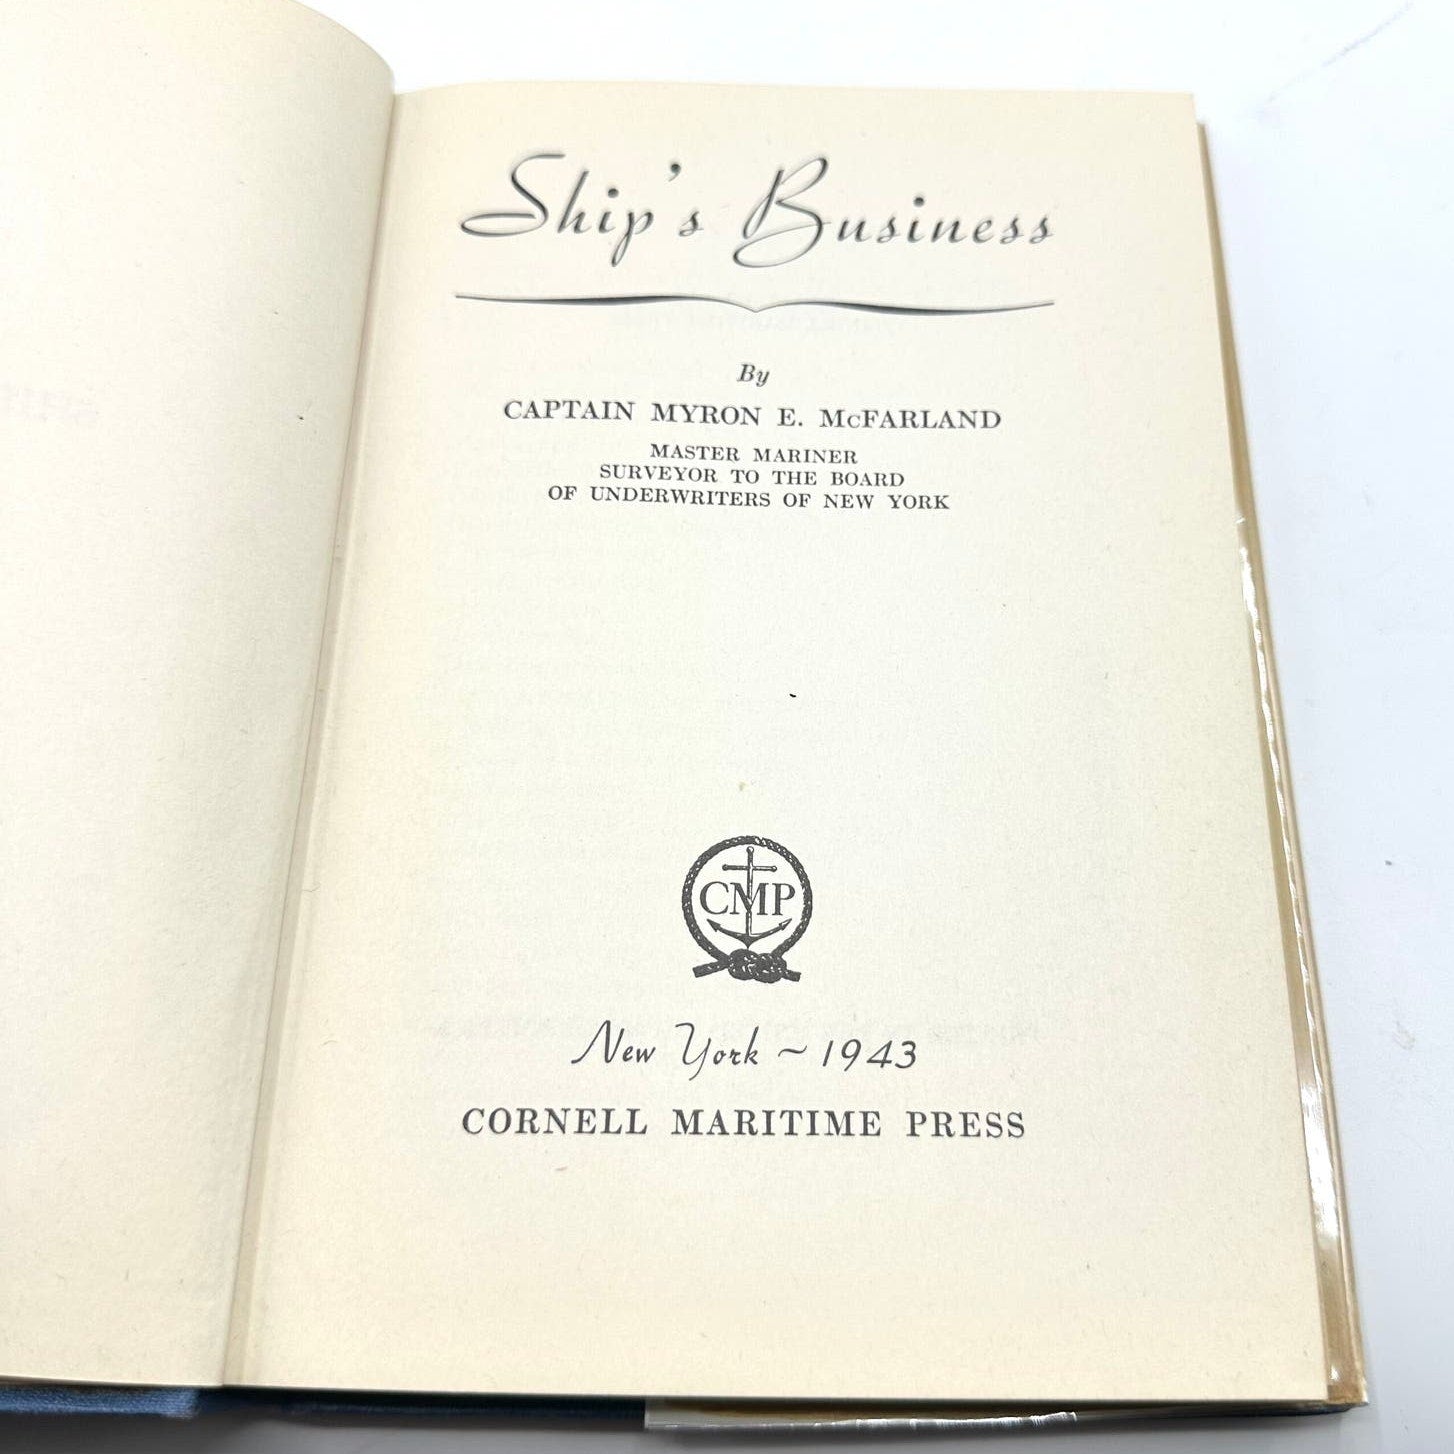 Ship's Business
By
CAPTAIN MYRON E. McFARLAND
MASTER MARINER
SURVEYOR TO THE BOARD
OF UNDERWRITERS OF NEW YORK
CMP
New York ~ 1943
CORNELL MARITIME PRESS